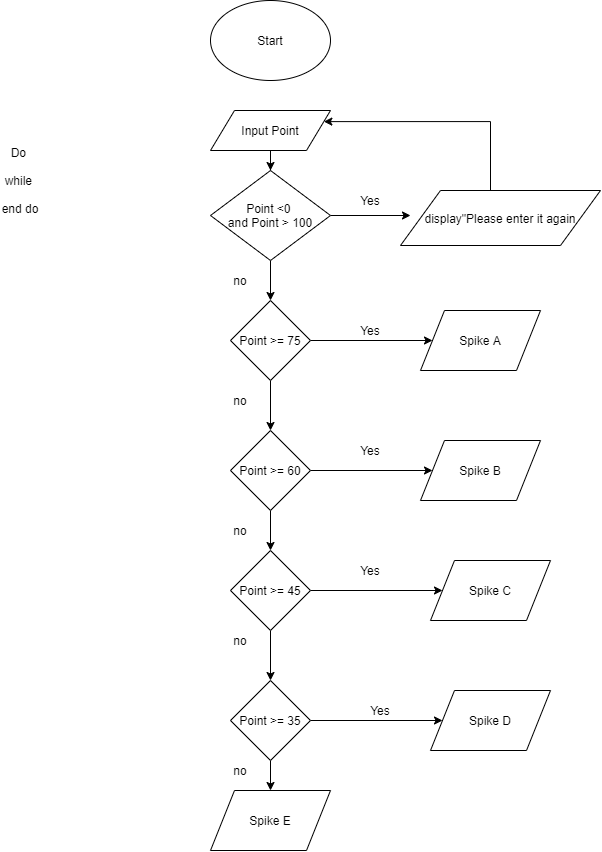 Start
Input Point
Do
while
end do
Point <0
and Point > 100
Yes
display"Please enter it again
no
Point >= 75
Yes
Spike A
no
Point >= 60
Yes
Spike B
no
Point >= 45
Yes
Spike C
no
Point >= 35
Yes
Spike D
no
Spike E